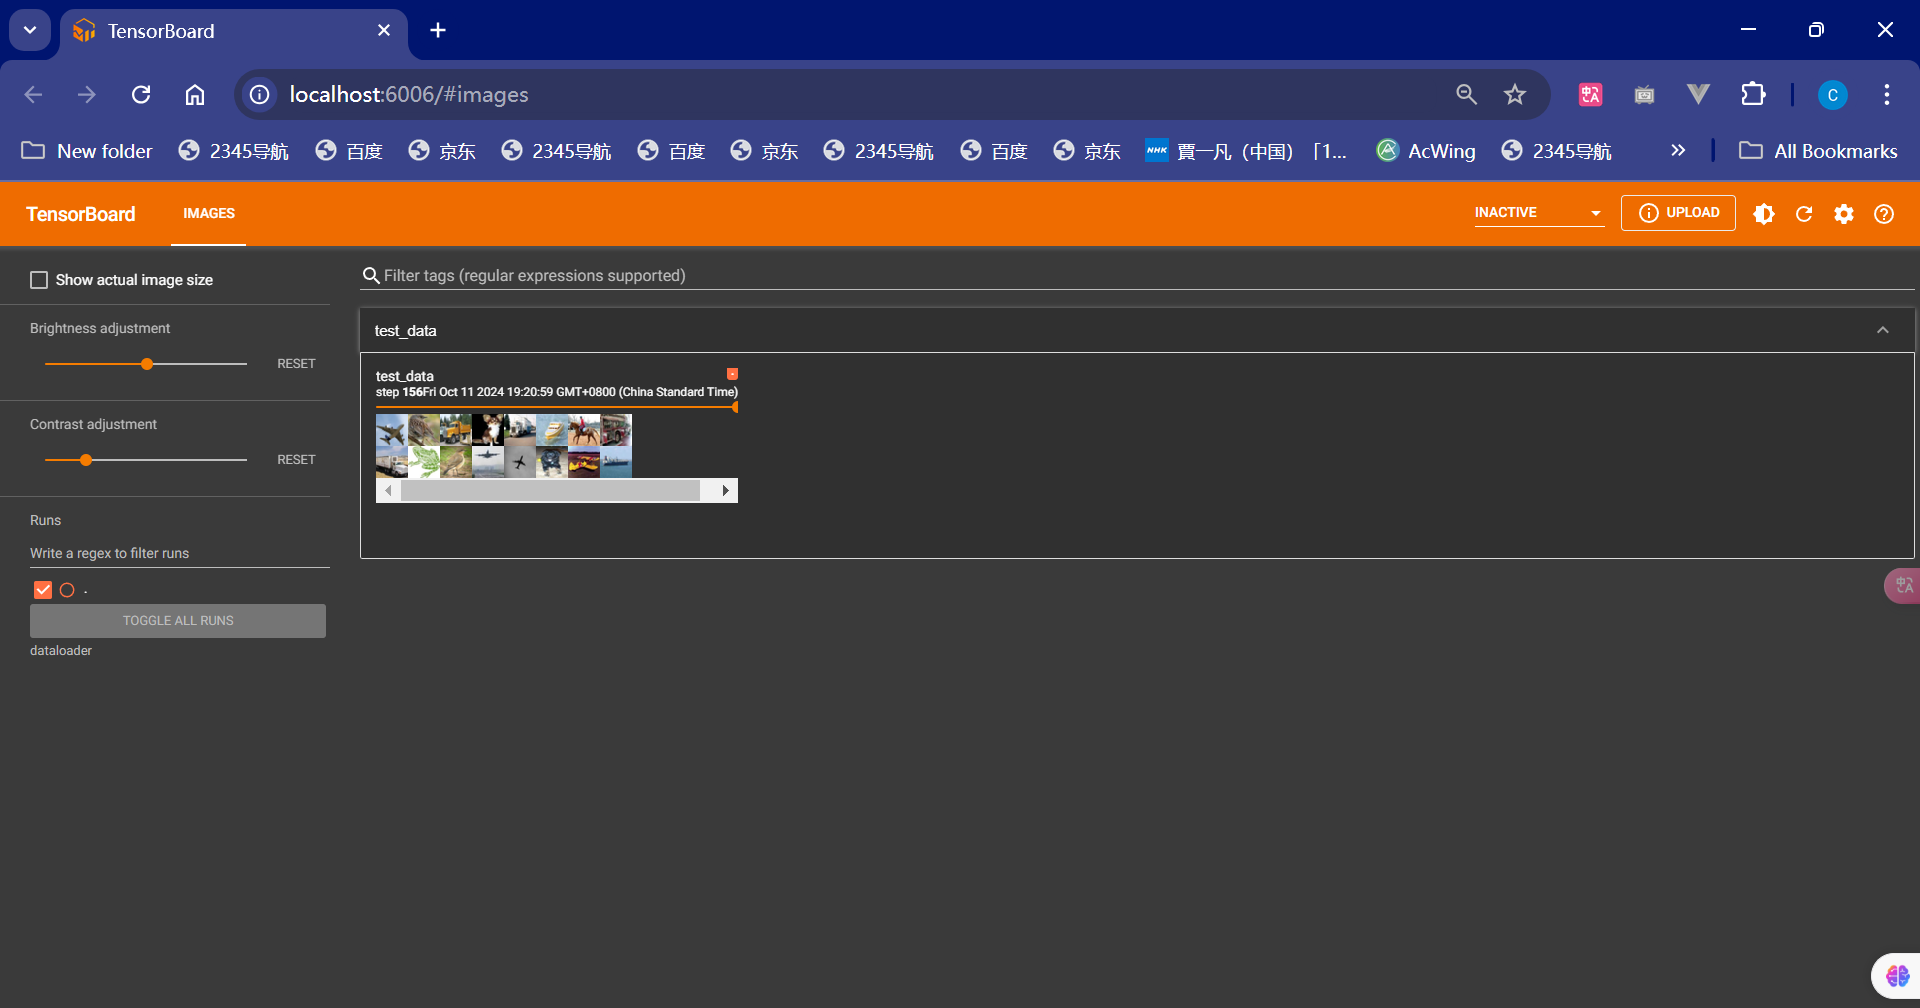 TensorBoard
localhost:6006/#images
C
New folder 2345导航 百度 京东 2345导航 百度 京东 2345导航 百度 京东 NHK 賈一凡（中国）「1... AcWing 2345导航 All Bookmarks
TensorBoard IMAGES INACTIVE UPLOAD
Show actual image size
Filter tags (regular expressions supported)
Brightness adjustment
RESET
Contrast adjustment
RESET
Runs
Write a regex to filter runs
.
TOGGLE ALL RUNS
dataloader
test_data
test_data
step 156Fri Oct 11 2024 19:20:59 GMT+0800 (China Standard Time)